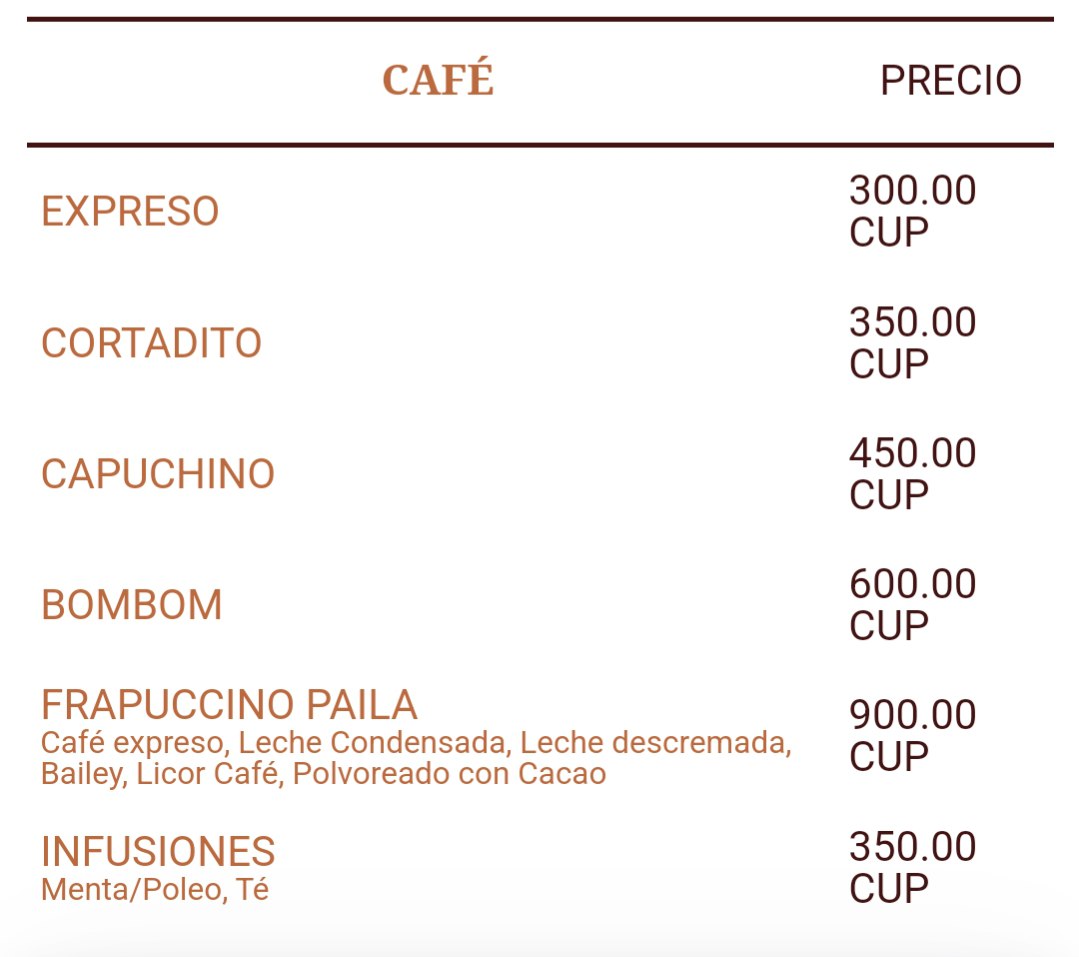 CAFÉ PRECIO
EXPRESO 300.00
CUP
CORTADITO 350.00
CUP
CAPUCHINO 450.00
CUP
BOMBOM 600.00
CUP
FRAPUCCINO PAILA 900.00
Café expreso, Leche Condensada, Leche descremada,
Bailey, Licor Café, Polvoreado con Cacao
CUP
INFUSIONES 350.00
Menta/Poleo, Té
CUP